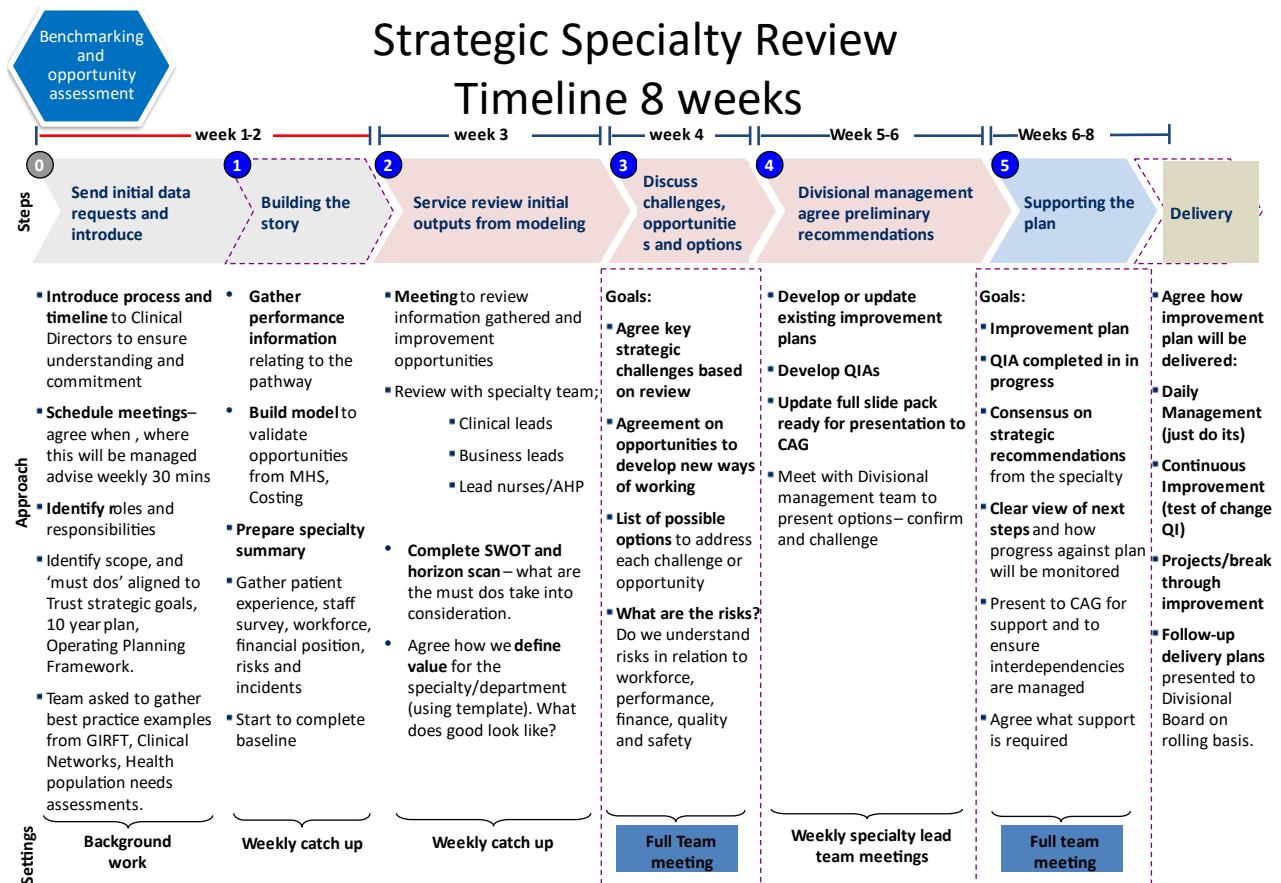 Benchmarking
and
opportunity
assessment
Strategic Specialty Review
Timeline 8 weeks
week 1-2
week 3
week 4
Week 5-6
Weeks 6-8
Steps
0
Send initial data
requests and
introduce
1
Building the
story
2
Service review initial
outputs from modeling
3
Discuss
challenges,
opportunitie
s and options
4
Divisional management
agree preliminary
recommendations
5
Supporting the
plan
Delivery
Approach
▪ Introduce process and
timeline to Clinical
Directors to ensure
understanding and
commitment
▪ Schedule meetings–
agree when , where
this will be managed
advise weekly 30 mins
▪ Identify roles and
responsibilities
▪ Identify scope, and
‘must dos’ aligned to
Trust strategic goals,
10 year plan,
Operating Planning
Framework.
▪ Team asked to gather
best practice examples
from GIRFT, Clinical
Networks, Health
population needs
assessments.
• Gather
performance
information
relating to the
pathway
• Build model to
validate
opportunities
from MHS,
Costing
▪ Prepare specialty
summary
▪ Gather patient
experience, staff
survey, workforce,
financial position,
risks and
incidents
▪ Start to complete
baseline
▪ Meeting to review
information gathered and
improvement
opportunities
▪ Review with specialty team;
▪ Clinical leads
▪ Business leads
▪ Lead nurses/AHP
• Complete SWOT and
horizon scan – what are
the must dos take into
consideration.
• Agree how we define
value for the
specialty/department
(using template). What
does good look like?
Goals:
▪ Agree key
strategic
challenges based
on review
▪ Agreement on
opportunities to
develop new ways
of working
▪ List of possible
options to address
each challenge or
opportunity
▪ What are the risks?
Do we understand
risks in relation to
workforce,
performance,
finance, quality
and safety
▪ Develop or update
existing improvement
plans
▪ Develop QIAs
▪ Update full slide pack
ready for presentation to
CAG
▪ Meet with Divisional
management team to
present options – confirm
and challenge
Goals:
▪ Improvement plan
▪ QIA completed in in
progress
▪ Consensus on
strategic
recommendations
from the specialty
▪ Clear view of next
steps and how
progress against plan
will be monitored
▪ Present to CAG for
support and to
ensure
interdependencies
are managed
▪ Agree what support
is required
▪ Agree how
improvement
plan will be
delivered:
▪ Daily
Management
(just do its)
▪ Continuous
Improvement
(test of change
QI)
▪ Projects/break
through
improvement
▪ Follow-up
delivery plans
presented to
Divisional
Board on
rolling basis.
Settings
Background
work
Weekly catch up
Weekly catch up
Full Team
meeting
Weekly specialty lead
team meetings
Full team
meeting